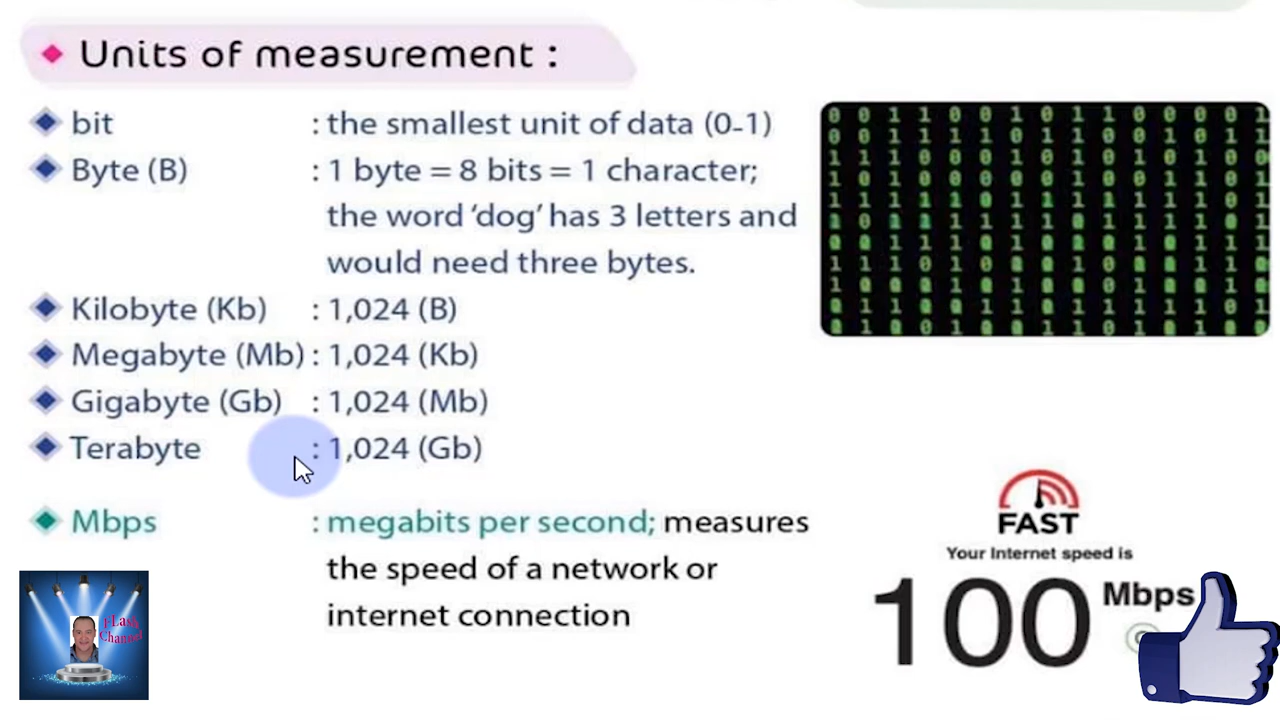 Units of measurement :
bit : the smallest unit of data (0-1)
Byte (B) : 1 byte = 8 bits = 1 character;
the word ‘dog’ has 3 letters and
would need three bytes.
Kilobyte (Kb) : 1,024 (B)
Megabyte (Mb) : 1,024 (Kb)
Gigabyte (Gb) : 1,024 (Mb)
Terabyte : 1,024 (Gb)
Mbps : megabits per second; measures
the speed of a network or
internet connection
FAST
Your Internet speed is
100 Mbps
fLash
Channel